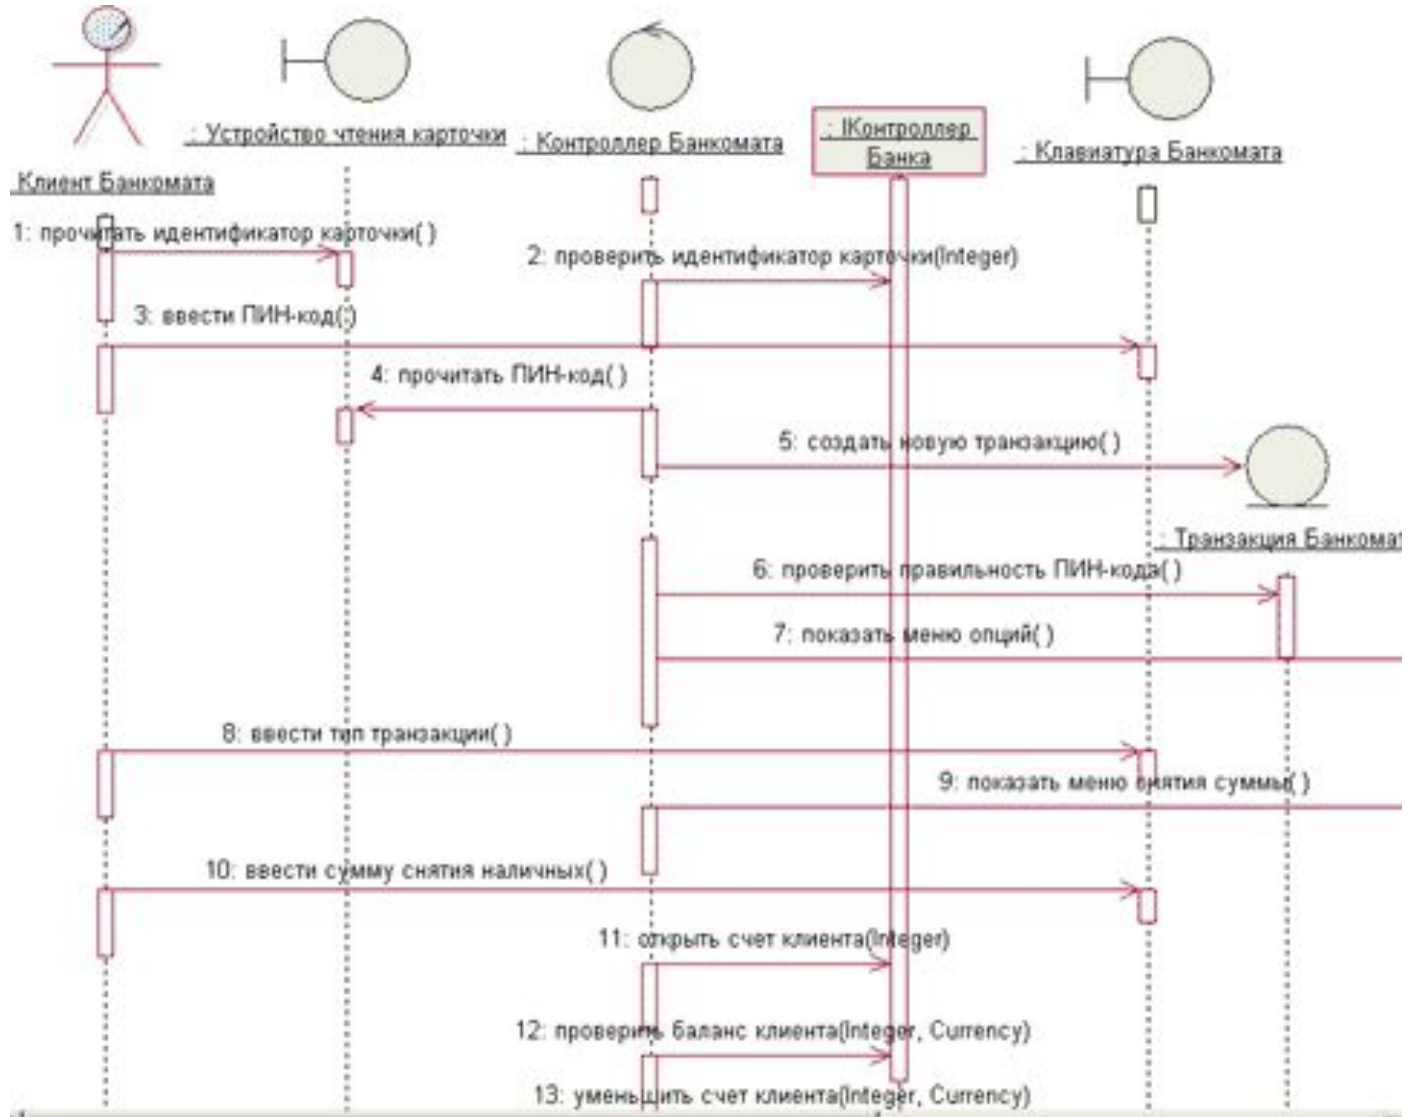 : Устройство чтения карточки
: Контроллер Банкомата
: IКонтроллер
Банка
: Клавиатура Банкомата
Клиент Банкомата
1: прочитать идентификатор карточки( )
2: проверить идентификатор карточки(Integer)
3: ввести ПИН-код( )
4: прочитать ПИН-код( )
5: создать новую транзакцию( )
: Транзакция Банкомат
6: проверить правильность ПИН-кода( )
7: показать меню опций( )
8: ввести тип транзакции( )
9: показать меню снятия суммы( )
10: ввести сумму снятия наличных( )
11: открыть счет клиента(Integer)
12: проверить баланс клиента(Integer, Currency)
13: уменьшить счет клиента(Integer, Currency)